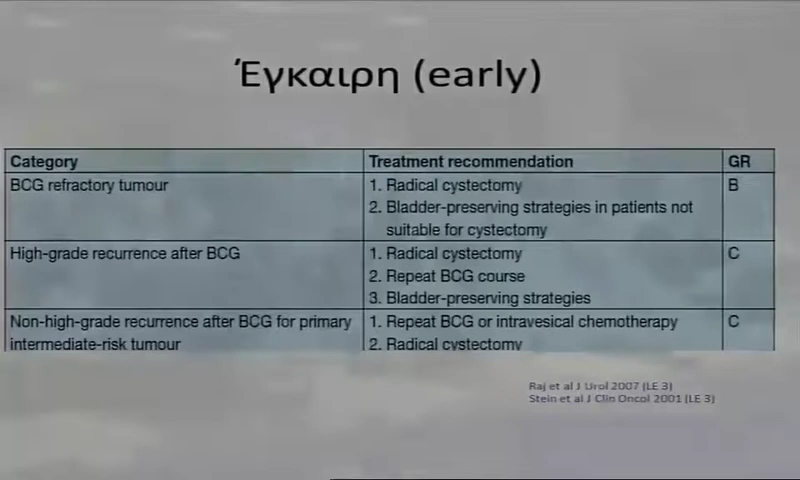 Έγκαιρη (early)
Category Treatment recommendation GR
BCG refractory tumour 1. Radical cystectomy B
2. Bladder-preserving strategies in patients not
suitable for cystectomy
High-grade recurrence after BCG 1. Radical cystectomy C
2. Repeat BCG course
3. Bladder-preserving strategies
Non-high-grade recurrence after BCG for primary 1. Repeat BCG or intravesical chemotherapy C
intermediate-risk tumour 2. Radical cystectomy
Raj et al J Urol 2007 (LE 3)
Stein et al J Clin Oncol 2001 (LE 3)